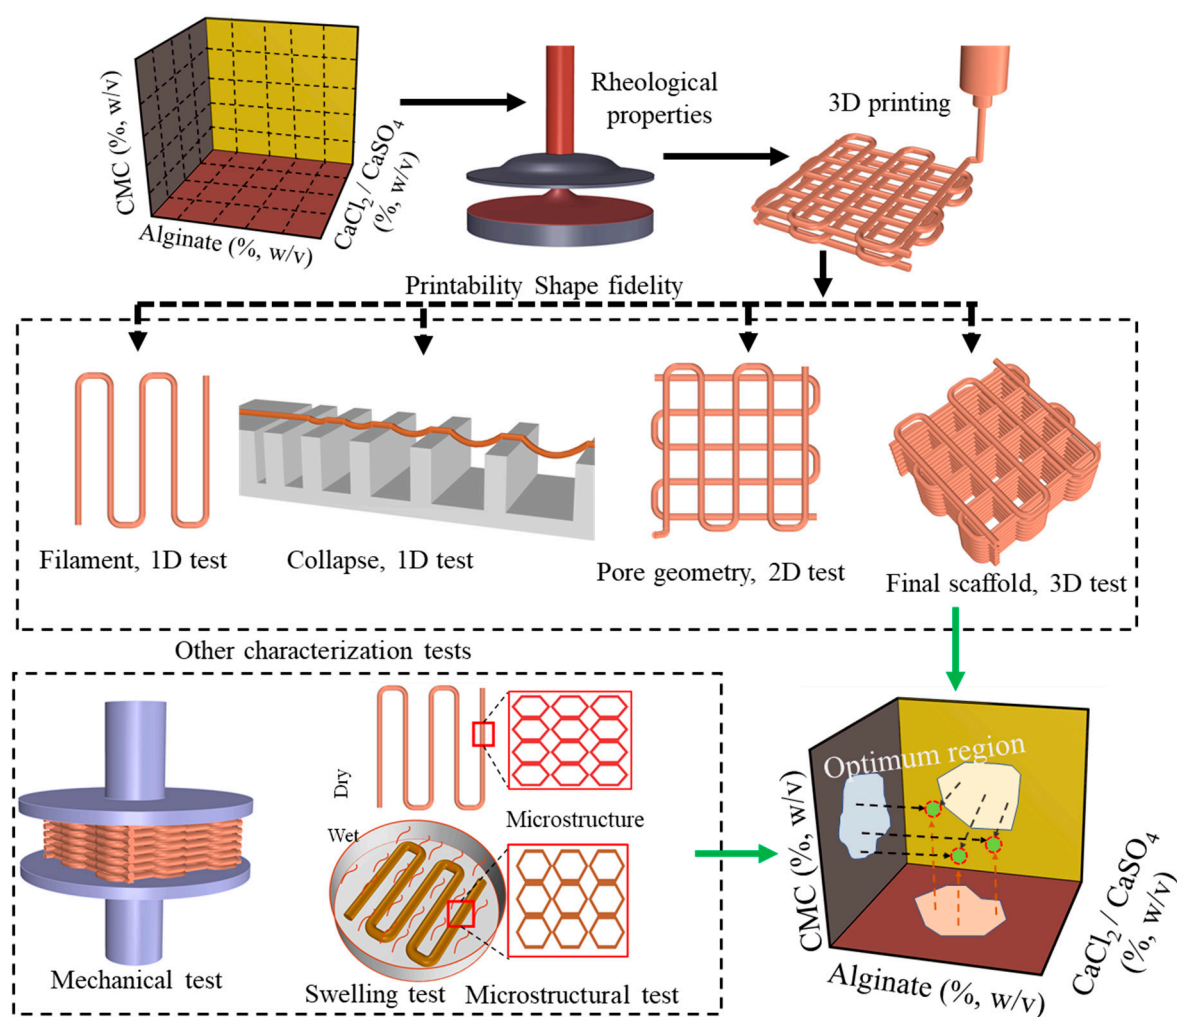 CMC (%, w/v)
Alginate (%, w/v)
CaCl₂ / CaSO₄
(%, w/v)
Rheological
properties
3D printing
Printability Shape fidelity
Filament, 1D test
Collapse, 1D test
Pore geometry, 2D test
Final scaffold, 3D test
Other characterization tests
Mechanical test
Dry
Microstructure
Wet
Swelling test
Microstructural test
Optimum region
CMC (%, w/v)
Alginate (%, w/v)
CaCl₂ / CaSO₄
(%, w/v)